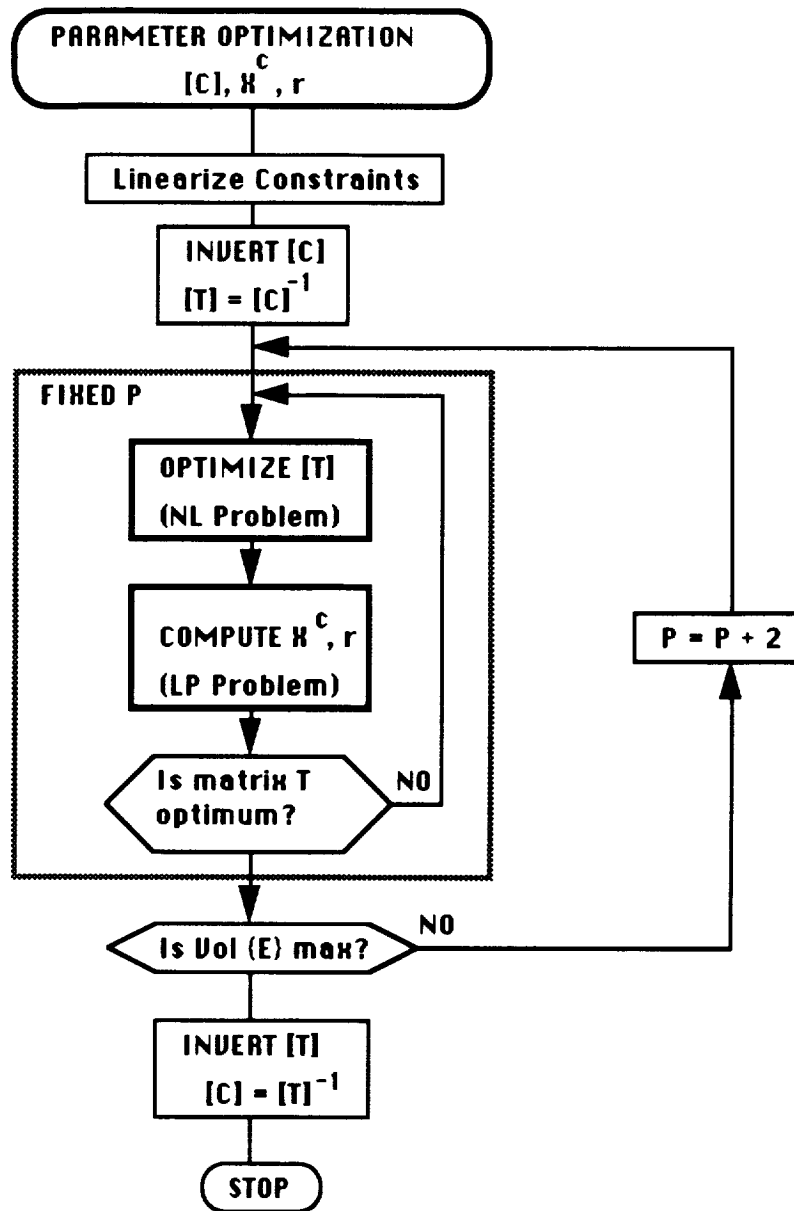 PARAMETER OPTIMIZATION
[C], X^c, r
Linearize Constraints
INVERT [C]
[T] = [C]^-1
FIXED P
OPTIMIZE [T]
(NL Problem)
COMPUTE X^c, r
(LP Problem)
P = P + 2
Is matrix T
optimum?
NO
Is Vol (E) max?
NO
INVERT [T]
[C] = [T]^-1
STOP